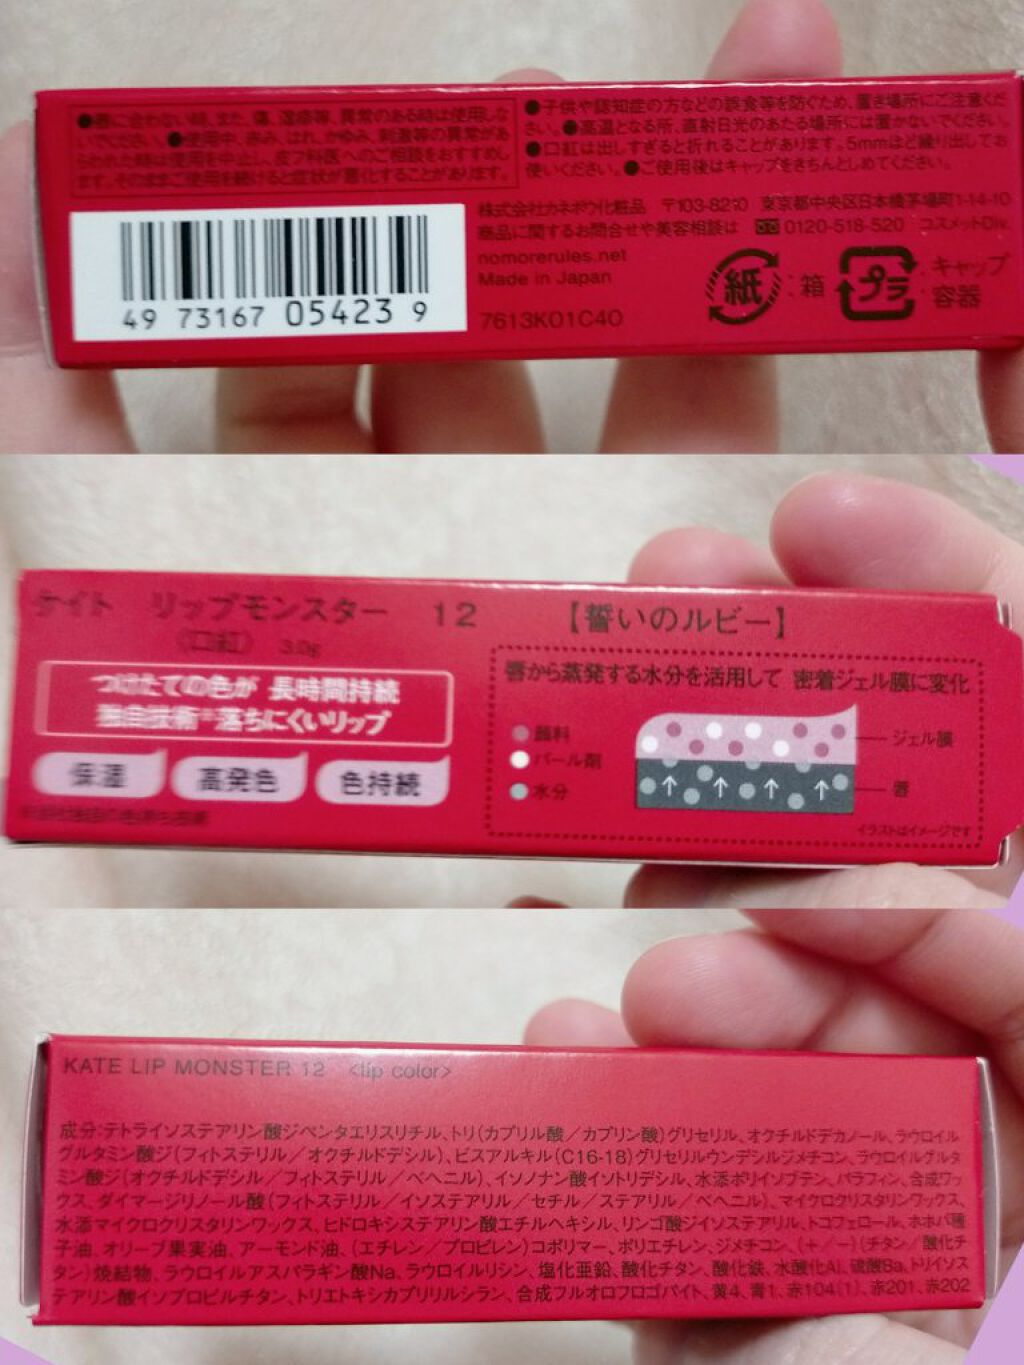 ●唇に合わない時、また、傷、湿疹等、異常のある時は使用しな
いでください。●使用中、赤み、はれ、かゆみ、刺激等の異常があ
らわれた時は使用を中止し、皮フ科医へのご相談をおすすめし
ます。そのままご使用を続けると症状が悪化することがあります。
●子供や認知症の方などの誤食等を防ぐため、置き場所にご注意くだ
さい。●高温となる所、直射日光のあたる場所には置かないでください。
●口紅は出しすぎると折れることがあります。5mmほど繰り出してお
使いください。●ご使用後はキャップをきちんとしめてください。
株式会社カネボウ化粧品 〒103-8210 東京都中央区日本橋茅場町1-14-10
商品に関するお問合せや美容相談は 0120-518-520 コスメットDiv.
nomorerules.net
Made in Japan
7613K01C40
紙 : 箱
プラ : キャップ
容器
49 73167 05423 9
ケイト リップモンスター 12 【誓いのルビー】
(口紅) 3.0g
つけたての色が 長時間持続
独自技術※落ちにくいリップ
保湿 高発色 色持続
唇から蒸発する水分を活用して 密着ジェル膜に変化
顔料
パール剤
水分
ジェル膜
唇
イラストはイメージです
KATE LIP MONSTER 12 <lip color>
成分:テトライソステアリン酸ジペンタエリスリチル、トリ(カプリル酸/カプリン酸)グリセリル、オクチルドデカノール、ラウロイル
グルタミン酸ジ(フィトステリル/オクチルドデシル)、ビスアルキル(C16-18)グリセリルウンデシルジメチコン、ラウロイルグルタ
ミン酸ジ(オクチルドデシル/フィトステリル/ベヘニル)、イソノナン酸イソトリデシル、水添ポリイソブテン、パラフィン、合成ワッ
クス、ダイマージリノール酸(フィトステリル/イソステアリル/セチル/ステアリル/ベヘニル)、マイクロクリスタリンワックス、
水添マイクロクリスタリンワックス、ヒドロキシステアリン酸エチルヘキシル、リンゴ酸ジイソステアリル、トコフェロール、ホホバ種
子油、オリーブ果実油、アーモンド油、(エチレン/プロピレン)コポリマー、ポリエチレン、ジメチコン、(+/-)(チタン/酸化チ
タン)焼結物、ラウロイルアスパラギン酸Na、ラウロイルリシン、塩化亜鉛、酸化チタン、酸化鉄、水酸化Al、硫酸Ba、トリイソス
テアリン酸イソプロピルチタン、トリエトキシカプリリルシラン、合成フルオロフロゴパイト、黄4、青1、赤104(1)、赤201、赤202